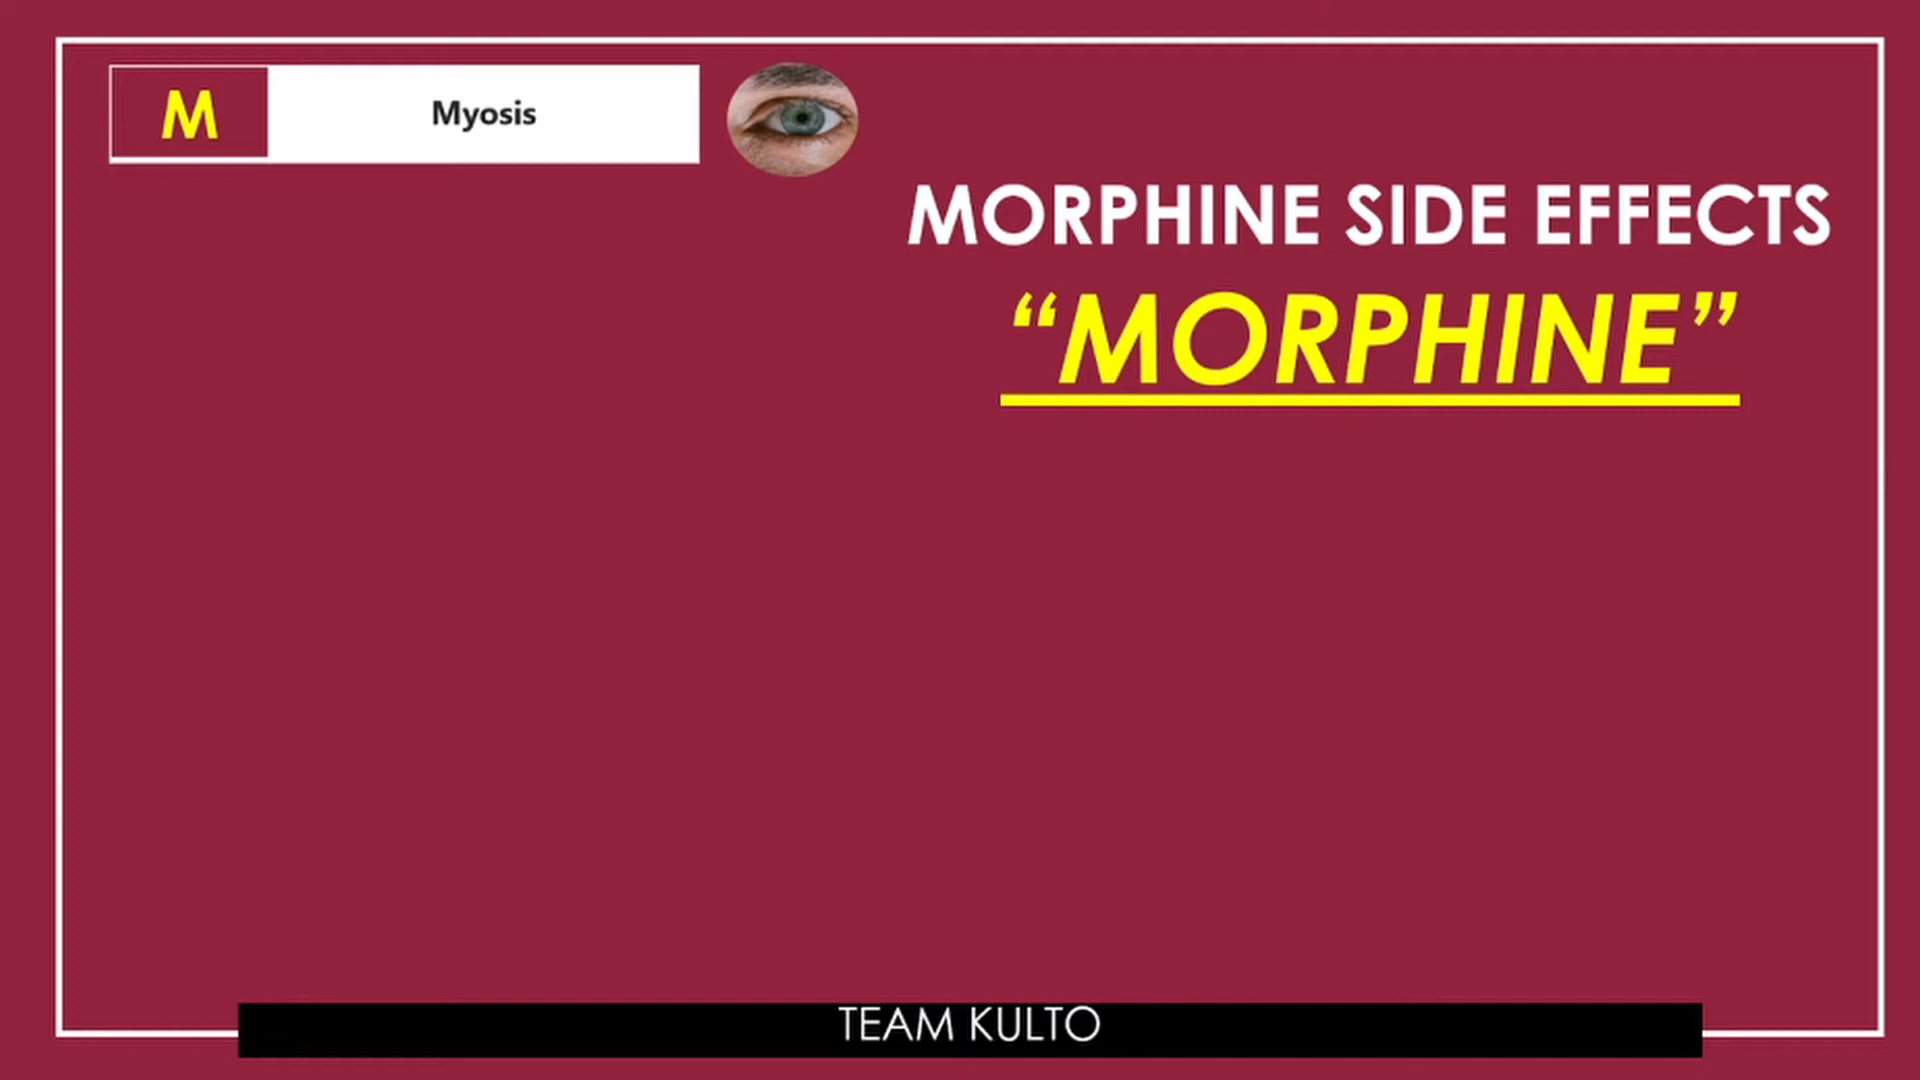 M
Myosis
MORPHINE SIDE EFFECTS
“MORPHINE”
TEAM KULTO